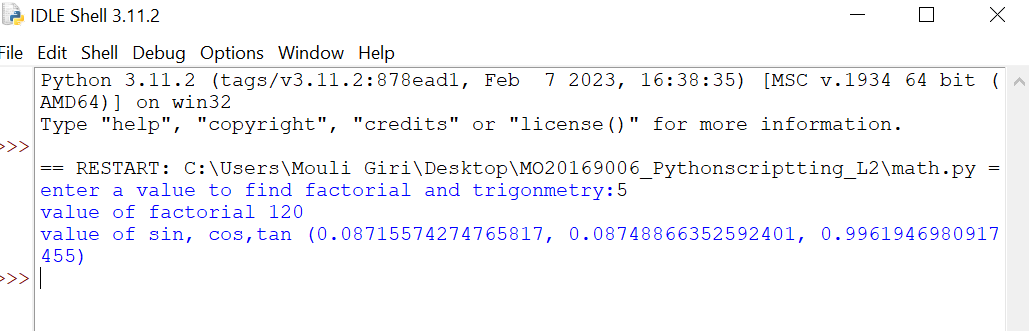 IDLE Shell 3.11.2
File Edit Shell Debug Options Window Help
Python 3.11.2 (tags/v3.11.2:878ead1, Feb  7 2023, 16:38:35) [MSC v.1934 64 bit (
AMD64)] on win32
Type "help", "copyright", "credits" or "license()" for more information.
>>>
== RESTART: C:\Users\Mouli Giri\Desktop\MO20169006_Pythonscriptting_L2\math.py =
enter a value to find factorial and trigonmetry:5
value of factorial 120
value of sin, cos,tan (0.08715574274765817, 0.08748866352592401, 0.9961946980917
455)
>>>